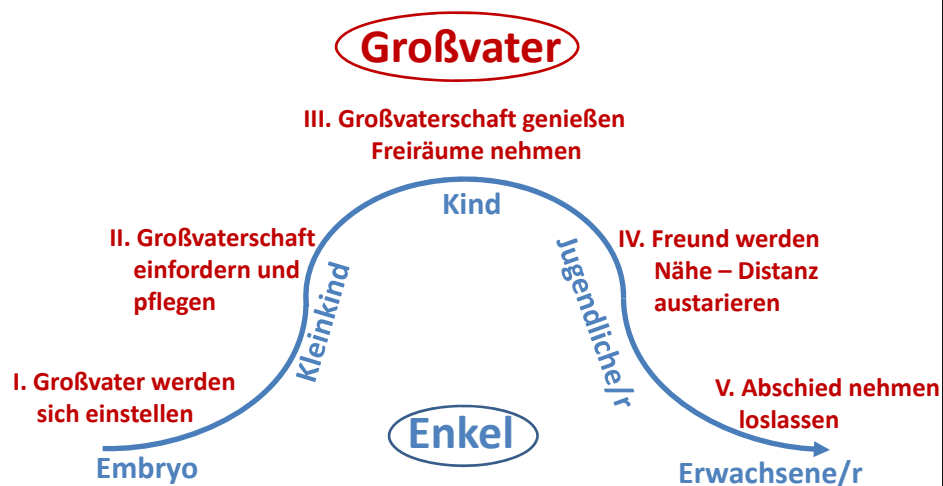 Großvater
III. Großvaterschaft genießen
Freiräume nehmen
Kind
II. Großvaterschaft
einfordern und
pflegen
Kleinkind
IV. Freund werden
Nähe – Distanz
austarieren
Jugendliche/r
I. Großvater werden
sich einstellen
V. Abschied nehmen
loslassen
Enkel
Embryo
Erwachsene/r